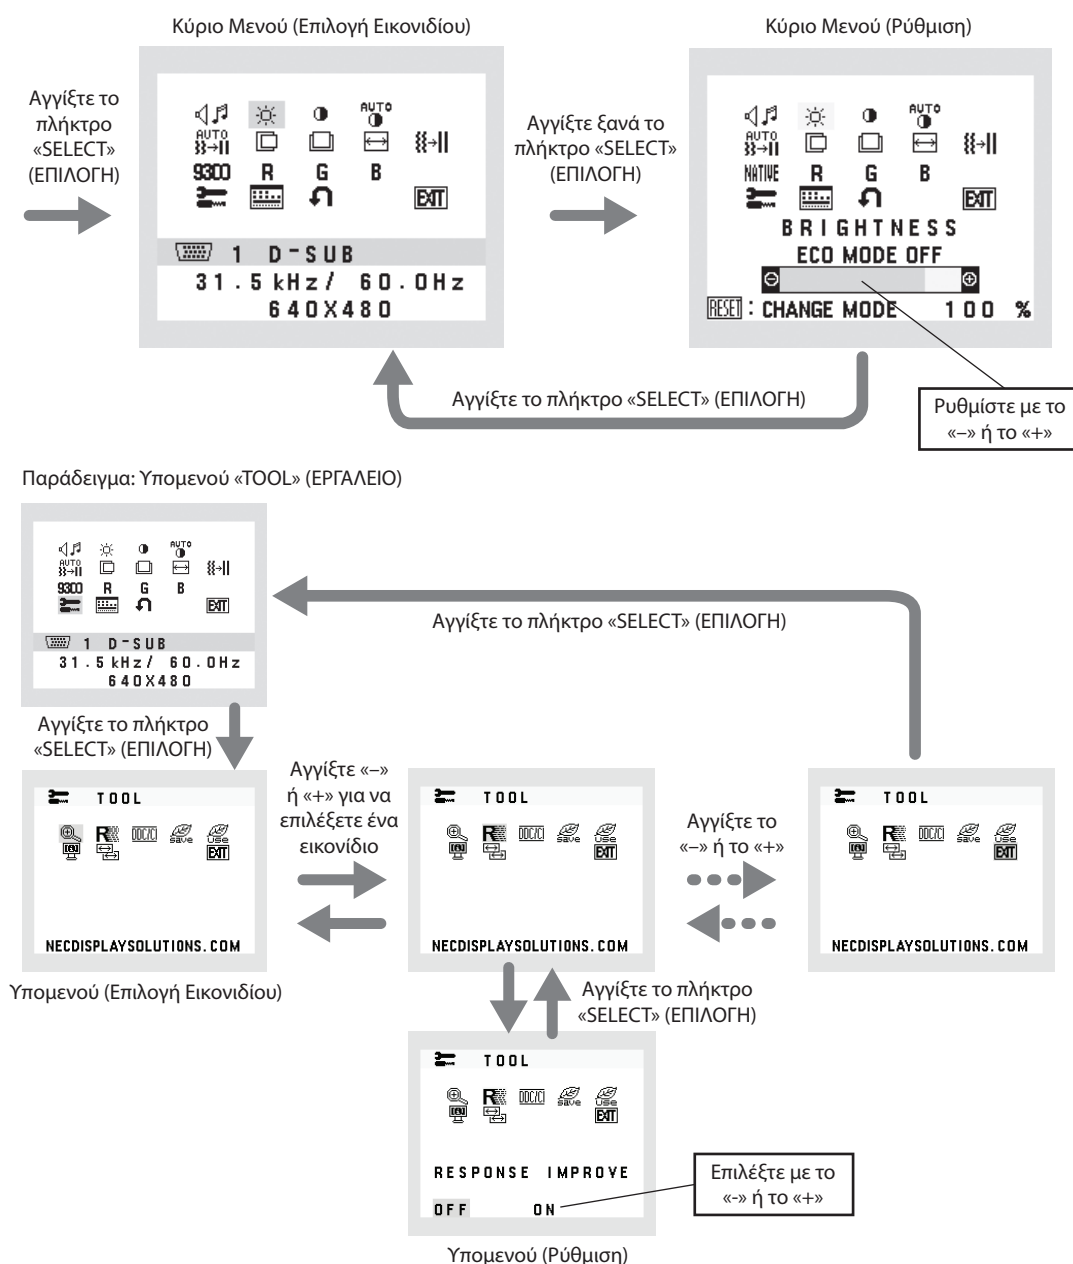 Κύριο Μενού (Επιλογή Εικονιδίου)
Κύριο Μενού (Ρύθμιση)
Αγγίξτε το
πλήκτρο
«SELECT»
(ΕΠΙΛΟΓΗ)
AUTO
AUTO
9300 R G B
EXIT
1 D-SUB
31.5 kHz/ 60.0Hz
640X480
Αγγίξτε ξανά το
πλήκτρο «SELECT»
(ΕΠΙΛΟΓΗ)
AUTO
AUTO
NATIVE R G B
EXIT
BRIGHTNESS
ECO MODE OFF
RESET : CHANGE MODE 100 %
Αγγίξτε το πλήκτρο «SELECT» (ΕΠΙΛΟΓΗ)
Ρυθμίστε με το
«–» ή το «+»
Παράδειγμα: Υπομενού «TOOL» (ΕΡΓΑΛΕΙΟ)
AUTO
AUTO
9300 R G B
EXIT
1 D-SUB
31.5 kHz/ 60.0Hz
640X480
Αγγίξτε το πλήκτρο «SELECT» (ΕΠΙΛΟΓΗ)
Αγγίξτε το πλήκτρο
«SELECT» (ΕΠΙΛΟΓΗ)
TOOL
R DDC/CI save use
EXIT
NECDISPLAYSOLUTIONS.COM
Υπομενού (Επιλογή Εικονιδίου)
Αγγίξτε «–»
ή «+» για να
επιλέξετε ένα
εικονίδιο
TOOL
R DDC/CI save use
EXIT
NECDISPLAYSOLUTIONS.COM
Αγγίξτε το
«–» ή το «+»
TOOL
R DDC/CI save use
EXIT
NECDISPLAYSOLUTIONS.COM
Αγγίξτε το πλήκτρο
«SELECT» (ΕΠΙΛΟΓΗ)
TOOL
R DDC/CI save use
EXIT
RESPONSE IMPROVE
OFF ON
Επιλέξτε με το
«-» ή το «+»
Υπομενού (Ρύθμιση)